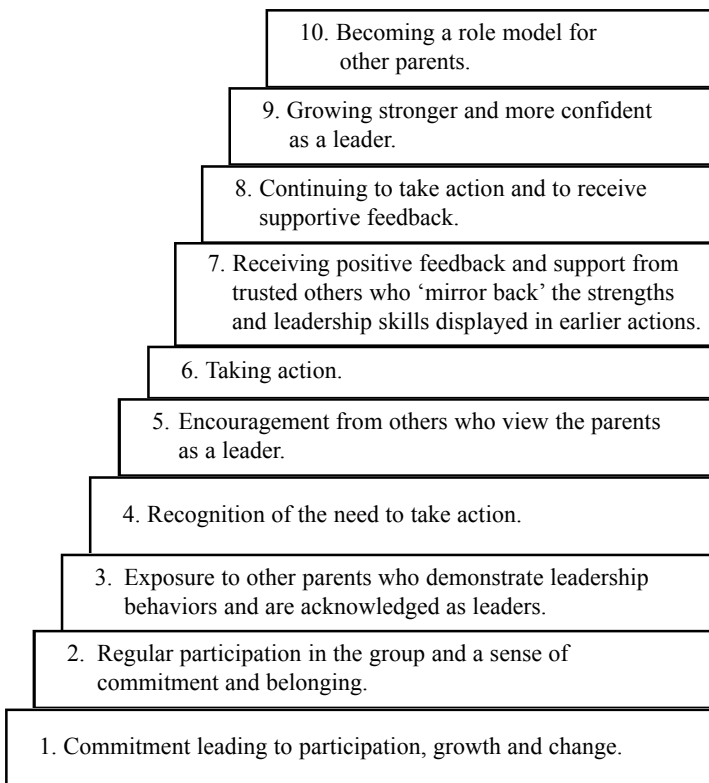 10. Becoming a role model for
other parents.
9. Growing stronger and more confident
as a leader.
8. Continuing to take action and to receive
supportive feedback.
7. Receiving positive feedback and support from
trusted others who ‘mirror back’ the strengths
and leadership skills displayed in earlier actions.
6. Taking action.
5. Encouragement from others who view the parents
as a leader.
4. Recognition of the need to take action.
3. Exposure to other parents who demonstrate leadership
behaviors and are acknowledged as leaders.
2. Regular participation in the group and a sense of
commitment and belonging.
1. Commitment leading to participation, growth and change.